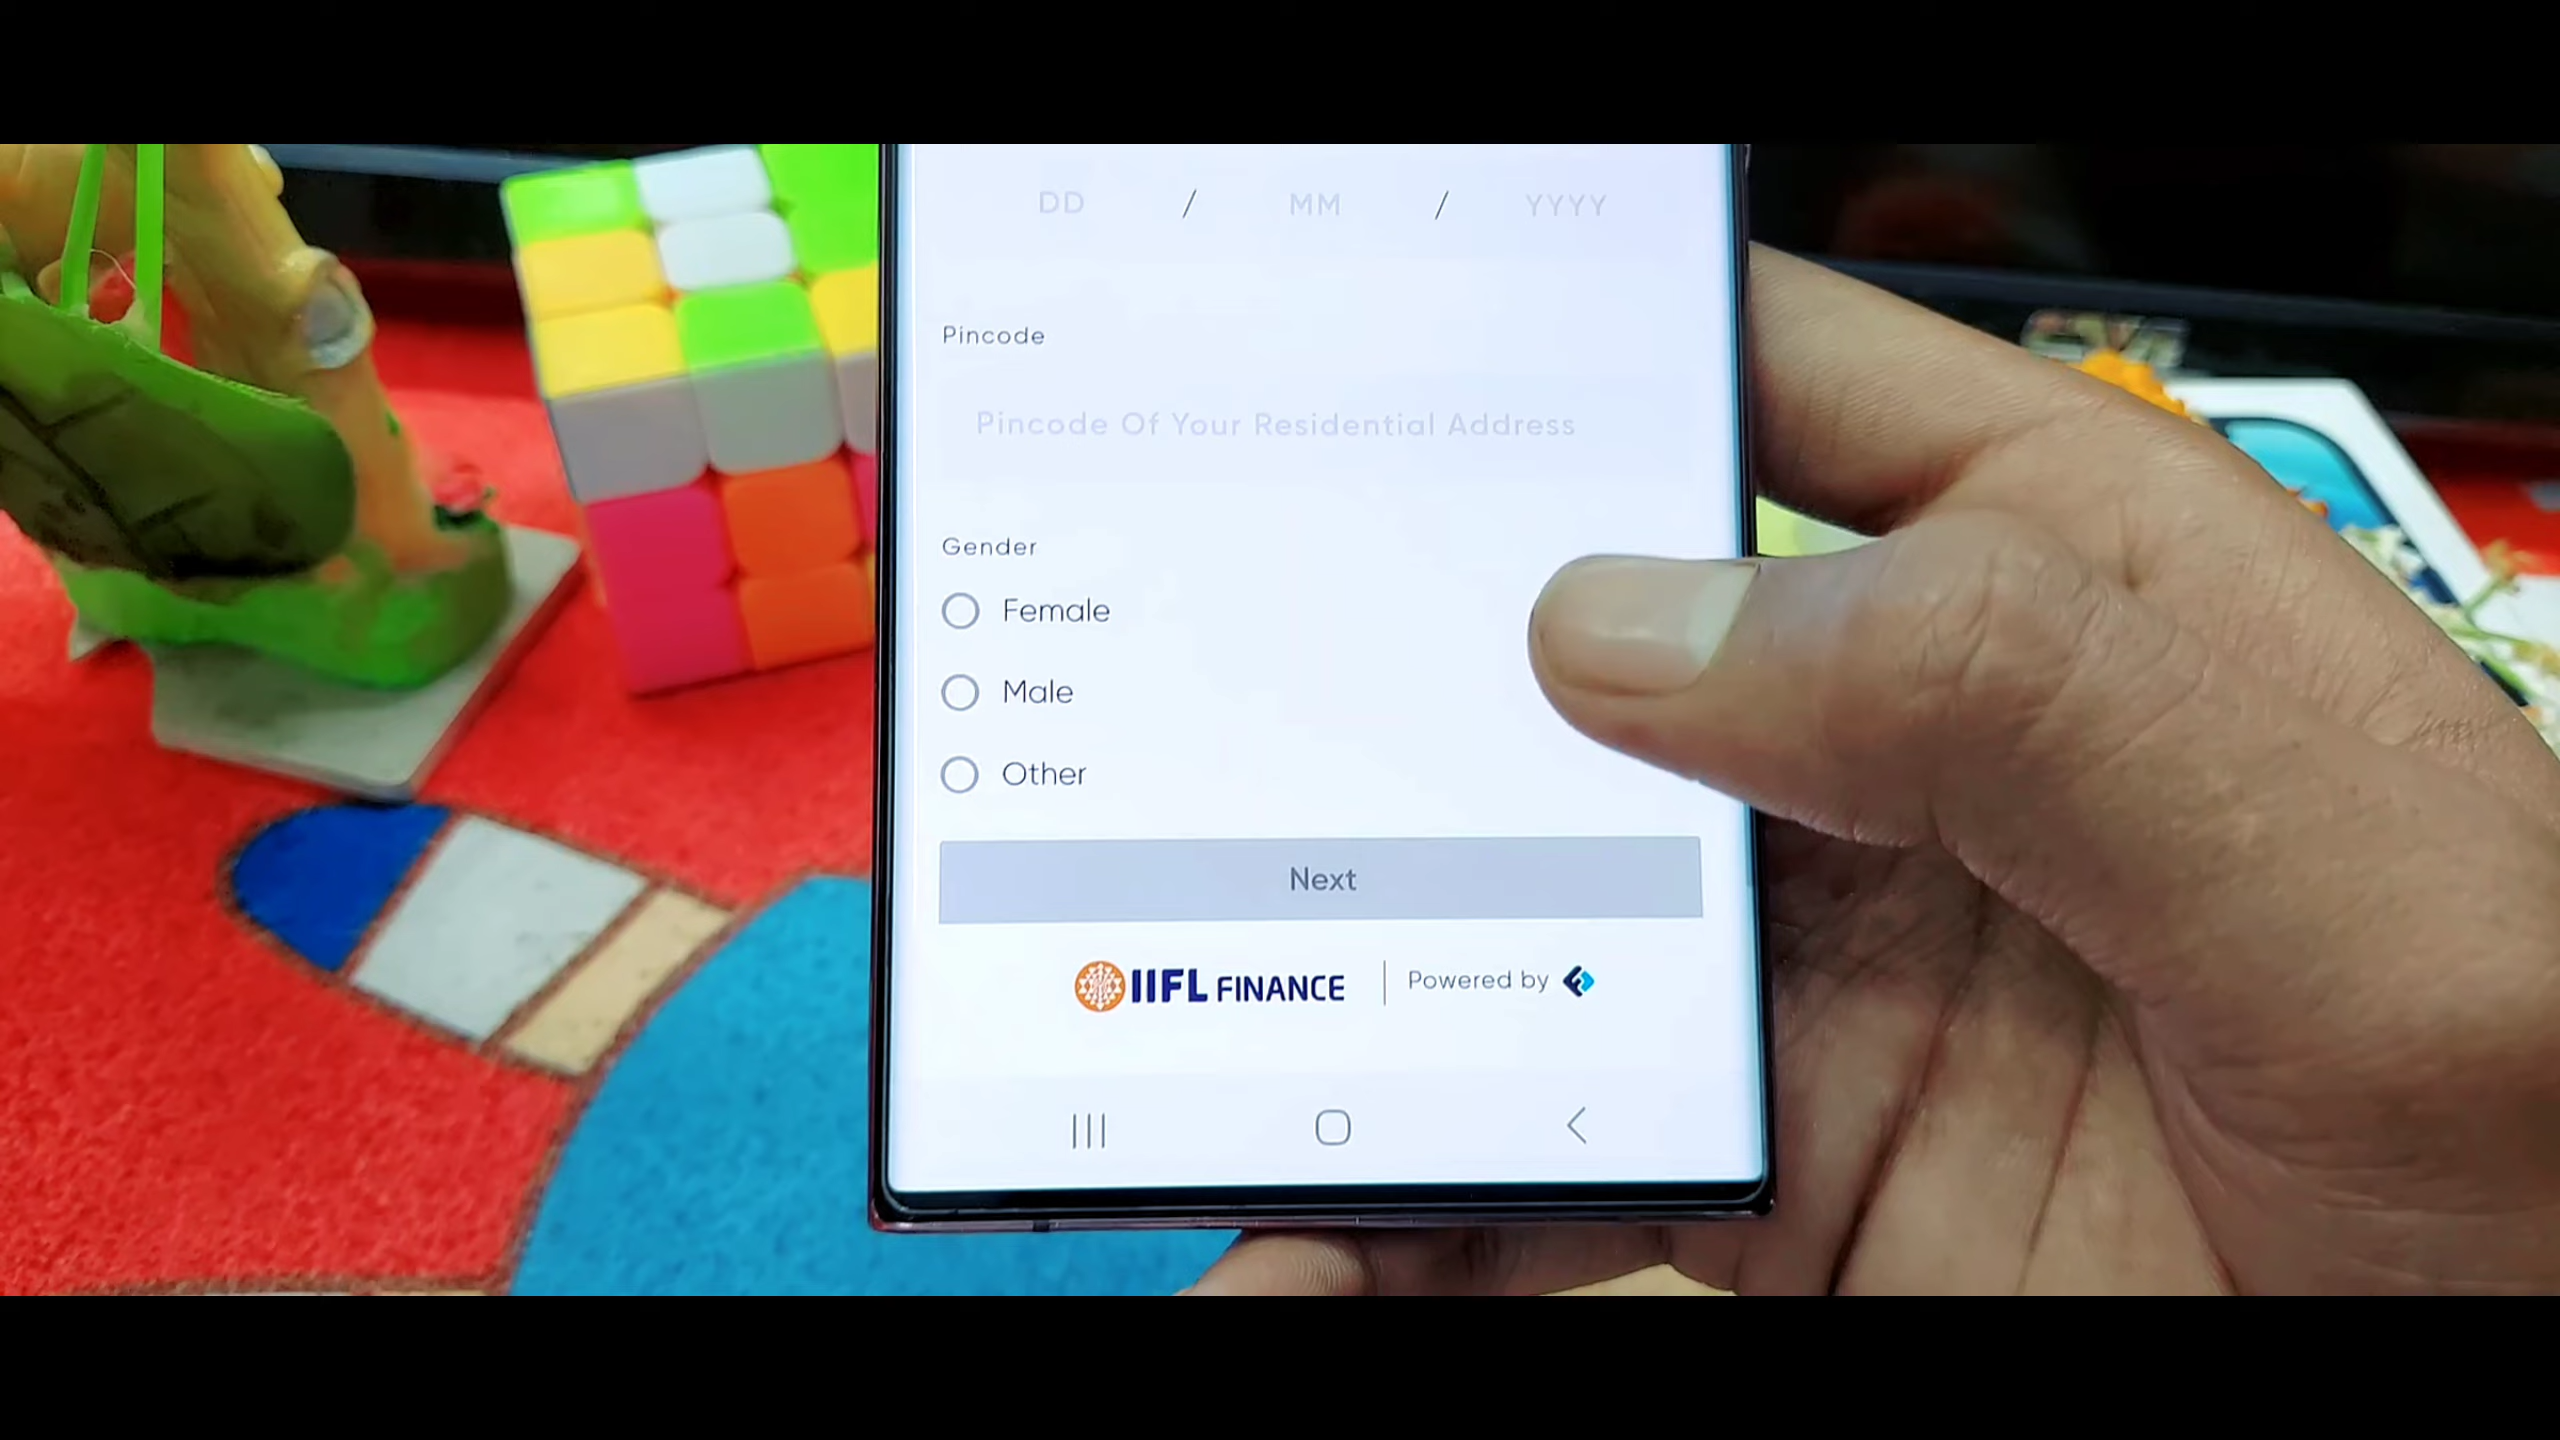 DD / MM / YYYY
Pincode
Pincode Of Your Residential Address
Gender
Female
Male
Other
Next
IIFL FINANCE | Powered by